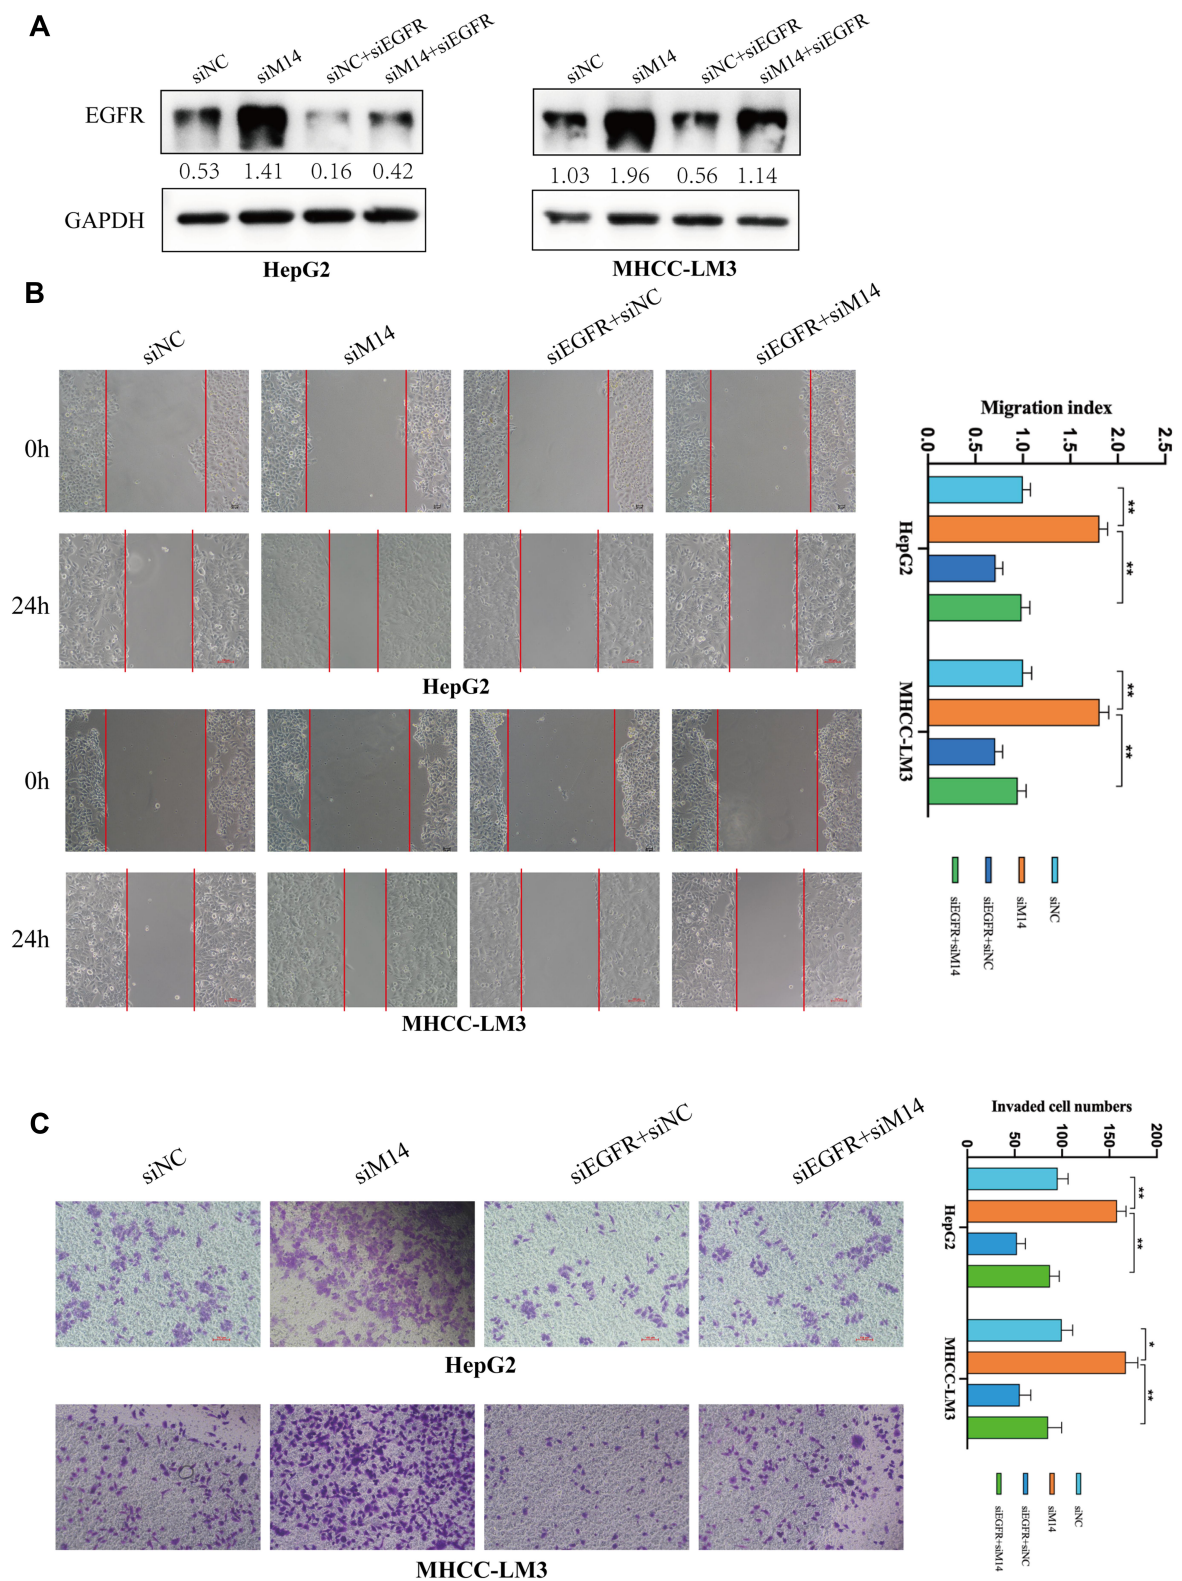 A
siNC
siM14
siNC+siEGFR
siM14+siEGFR
siNC
siM14
siNC+siEGFR
siM14+siEGFR
EGFR
0.53 1.41 0.16 0.42
1.03 1.96 0.56 1.14
GAPDH
HepG2
MHCC-LM3
B
siNC
siM14
siEGFR+siNC
siEGFR+siM14
0h
24h
HepG2
0h
24h
MHCC-LM3
Migration index
0.0 0.5 1.0 1.5 2.0 2.5
**
**
HepG2
**
**
MHCC-LM3
siNC
siM14
siEGFR+siNC
siEGFR+siM14
C
siNC
siM14
siEGFR+siNC
siEGFR+siM14
HepG2
MHCC-LM3
Invaded cell numbers
0 50 100 150 200
**
**
HepG2
*
**
MHCC-LM3
siNC
siM14
siEGFR+siNC
siEGFR+siM14